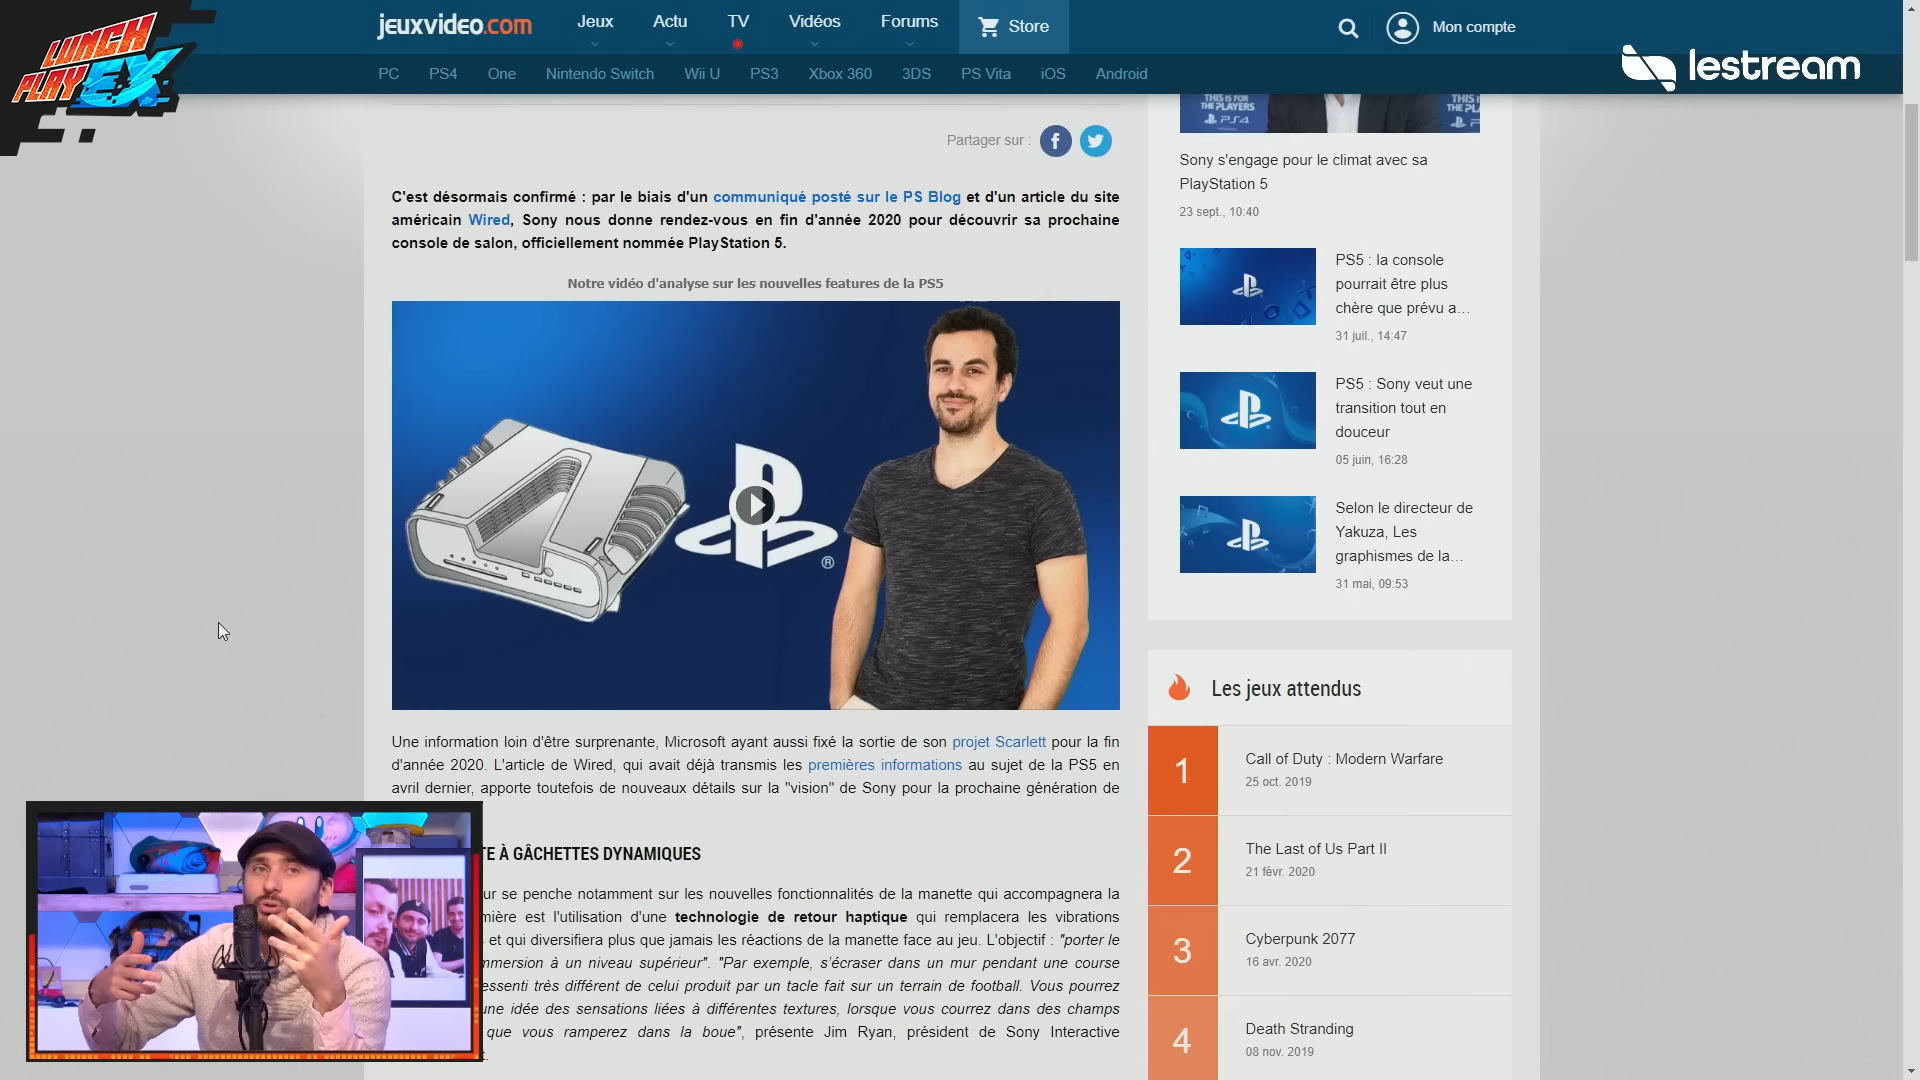 LUNCH
PLAY EX
jeuxvideo.com
Jeux
Actu
TV
Vidéos
Forums
Store
Mon compte
lestream
PC
PS4
One
Nintendo Switch
Wii U
PS3
Xbox 360
3DS
PS Vita
iOS
Android
Partager sur :
C'est désormais confirmé : par le biais d'un communiqué posté sur le PS Blog et d'un article du site
américain Wired, Sony nous donne rendez-vous en fin d'année 2020 pour découvrir sa prochaine
console de salon, officiellement nommée PlayStation 5.
Notre vidéo d'analyse sur les nouvelles features de la PS5
®
Une information loin d'être surprenante, Microsoft ayant aussi fixé la sortie de son projet Scarlett pour la fin
d'année 2020. L'article de Wired, qui avait déjà transmis les premières informations au sujet de la PS5 en
avril dernier, apporte toutefois de nouveaux détails sur la "vision" de Sony pour la prochaine génération de
TE À GÂCHETTES DYNAMIQUES
ur se penche notamment sur les nouvelles fonctionnalités de la manette qui accompagnera la
mière est l'utilisation d'une technologie de retour haptique qui remplacera les vibrations
et qui diversifiera plus que jamais les réactions de la manette face au jeu. L'objectif : "porter le
mmersion à un niveau supérieur". "Par exemple, s'écraser dans un mur pendant une course
essenti très différent de celui produit par un tacle fait sur un terrain de football. Vous pourrez
une idée des sensations liées à différentes textures, lorsque vous courrez dans des champs
que vous ramperez dans la boue", présente Jim Ryan, président de Sony Interactive
t.
THIS IS FOR
THE PLAYERS
PS4
THIS I
THE PL
Sony s'engage pour le climat avec sa
PlayStation 5
23 sept., 10:40
PS5 : la console
pourrait être plus
chère que prévu a...
31 juil., 14:47
PS5 : Sony veut une
transition tout en
douceur
05 juin, 16:28
Selon le directeur de
Yakuza, Les
graphismes de la...
31 mai, 09:53
Les jeux attendus
1
Call of Duty : Modern Warfare
25 oct. 2019
2
The Last of Us Part II
21 févr. 2020
3
Cyberpunk 2077
16 avr. 2020
4
Death Stranding
08 nov. 2019